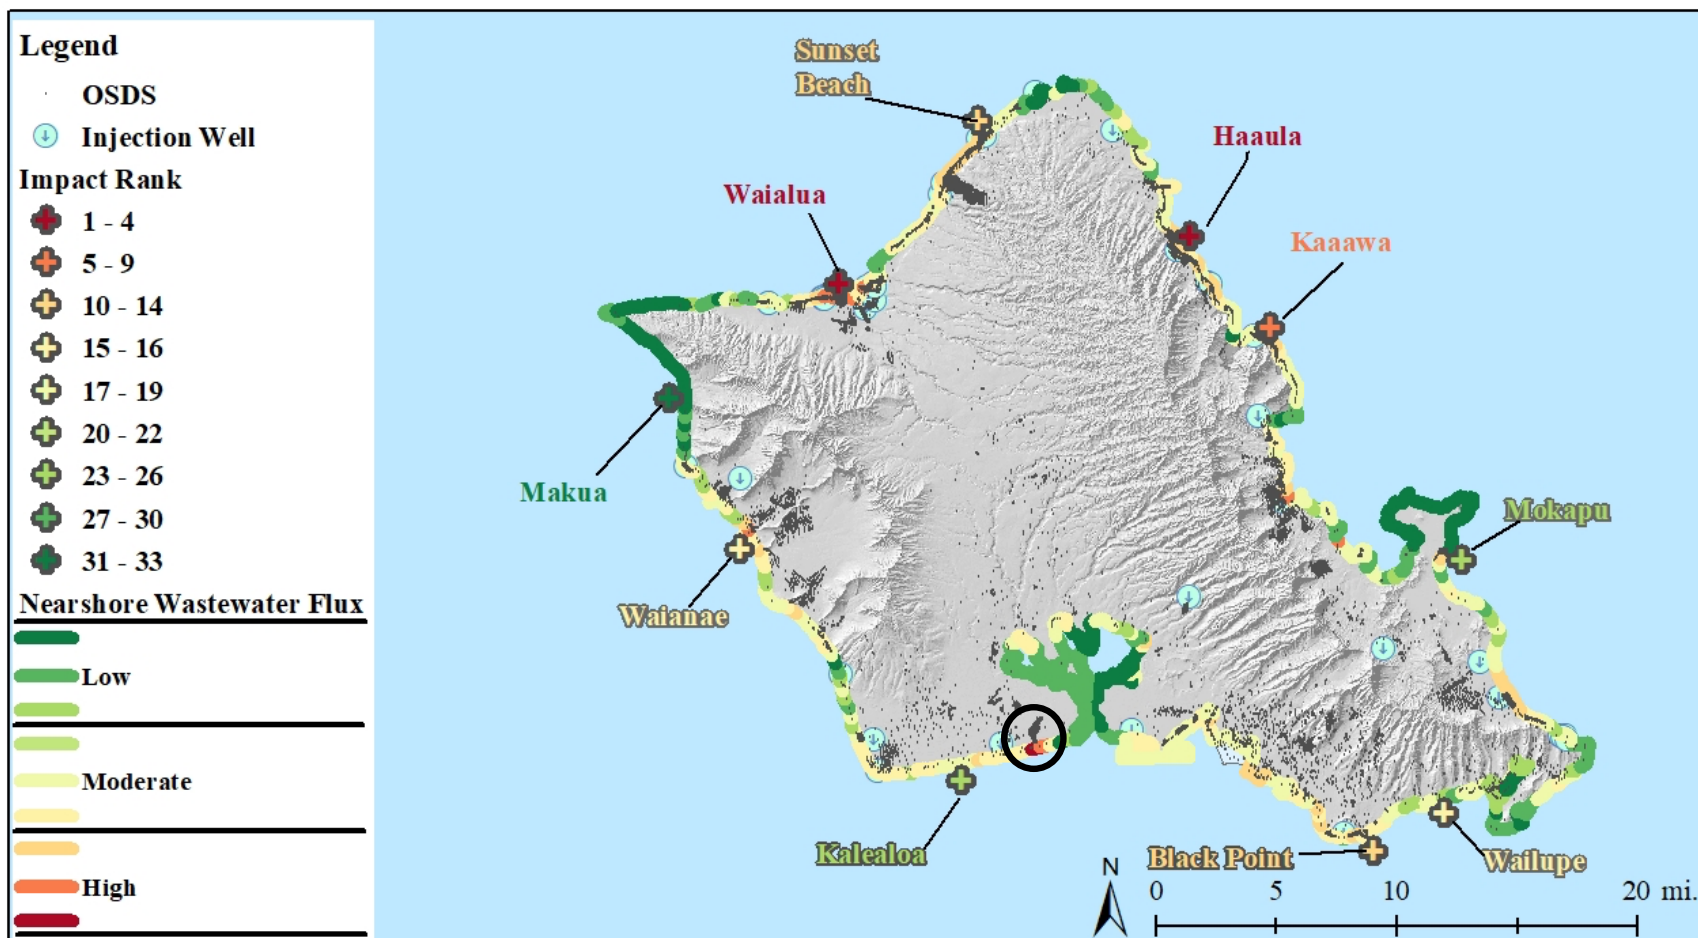 Legend
OSDS
Injection Well
Impact Rank
1 - 4
5 - 9
10 - 14
15 - 16
17 - 19
20 - 22
23 - 26
27 - 30
31 - 33
Nearshore Wastewater Flux
Low
Moderate
High
Sunset
Beach
Haaula
Waialua
Kaaawa
Makua
Mokapu
Waianae
Kalealoa
Black Point
Wailupe
N
0 5 10 20 mi.